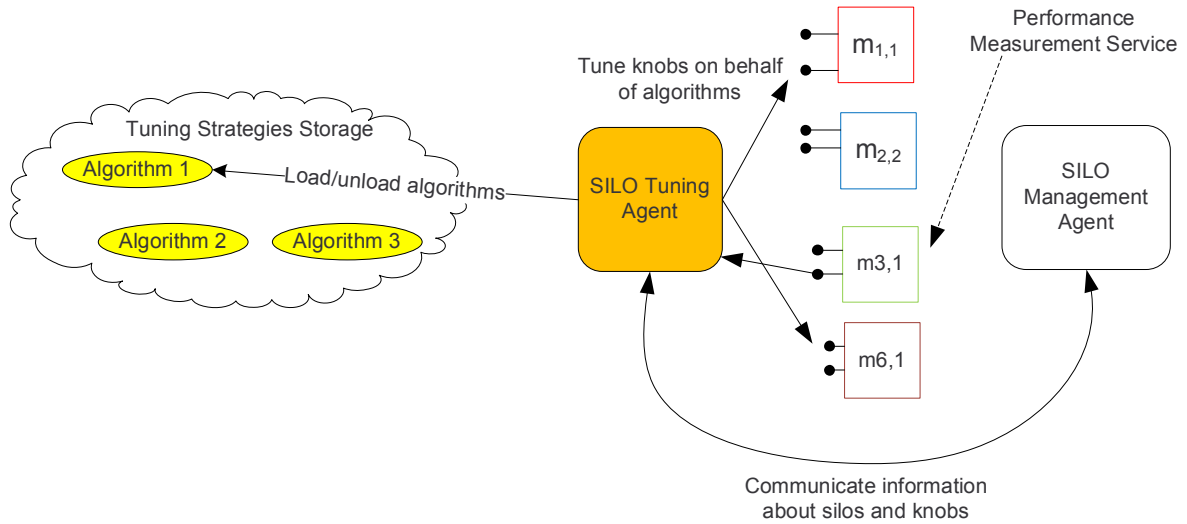 Performance
Measurement Service
m1,1
Tune knobs on behalf
of algorithms
Tuning Strategies Storage
Algorithm 1
Load/unload algorithms
m2,2
SILO Tuning
Agent
SILO
Management
Agent
Algorithm 2
Algorithm 3
m3,1
m6,1
Communicate information
about silos and knobs